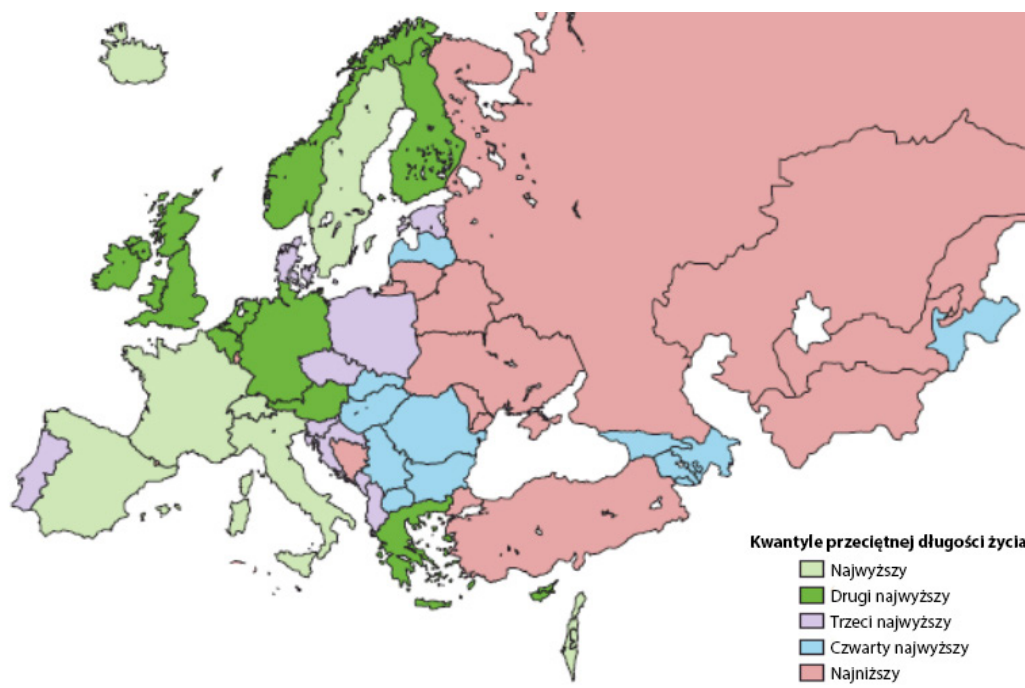 Kwantyle przeciętnej długości życia
Najwyższy
Drugi najwyższy
Trzeci najwyższy
Czwarty najwyższy
Najniższy